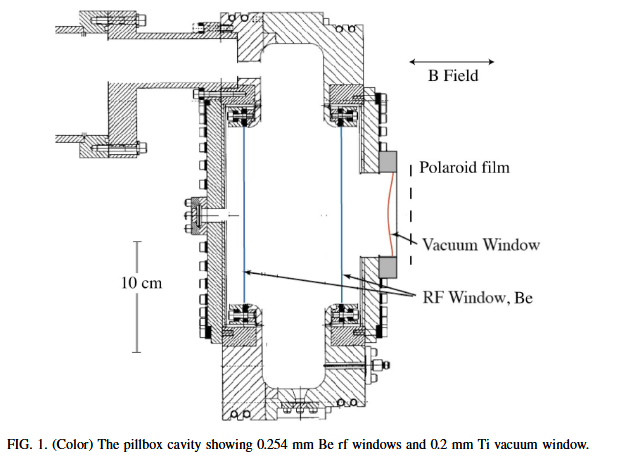 B Field
Polaroid film
Vacuum Window
10 cm
RF Window, Be
FIG. 1. (Color) The pillbox cavity showing 0.254 mm Be rf windows and 0.2 mm Ti vacuum window.